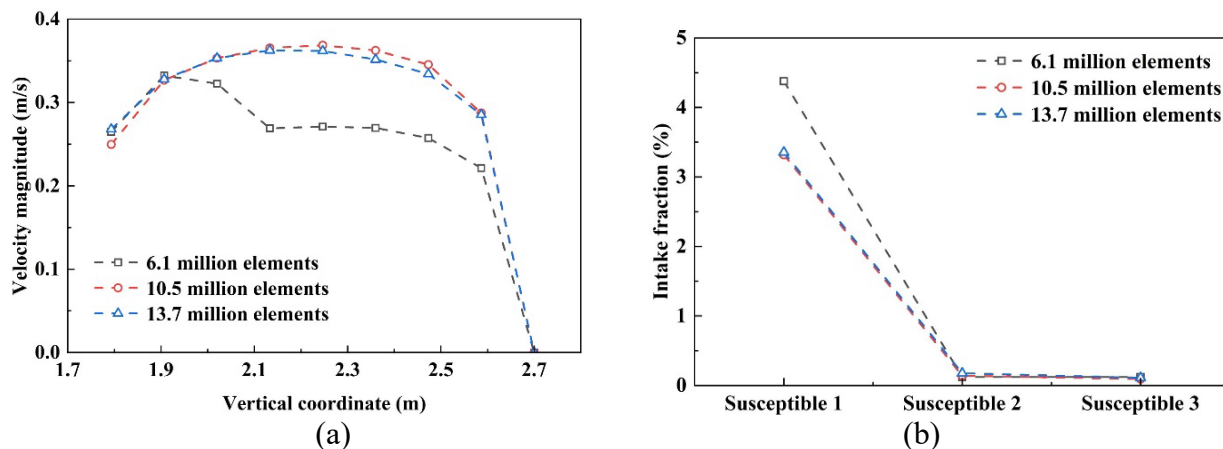 0.4
0.3
0.2
0.1
0.0
Velocity magnitude (m/s)
6.1 million elements
10.5 million elements
13.7 million elements
1.7 1.9 2.1 2.3 2.5 2.7
Vertical coordinate (m)
(a)
5
4
3
2
1
0
Intake fraction (%)
6.1 million elements
10.5 million elements
13.7 million elements
Susceptible 1 Susceptible 2 Susceptible 3
(b)